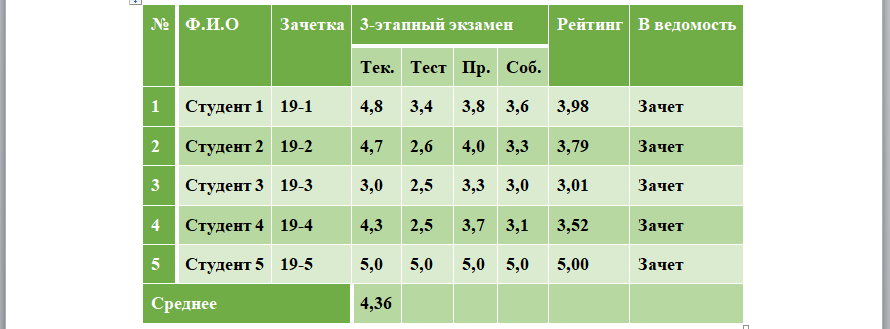 № Ф.И.О Зачетка 3-этапный экзамен Рейтинг В ведомость
Тек. Тест Пр. Соб.
1 Студент 1 19-1 4,8 3,4 3,8 3,6 3,98 Зачет
2 Студент 2 19-2 4,7 2,6 4,0 3,3 3,79 Зачет
3 Студент 3 19-3 3,0 2,5 3,3 3,0 3,01 Зачет
4 Студент 4 19-4 4,3 2,5 3,7 3,1 3,52 Зачет
5 Студент 5 19-5 5,0 5,0 5,0 5,0 5,00 Зачет
Среднее 4,36